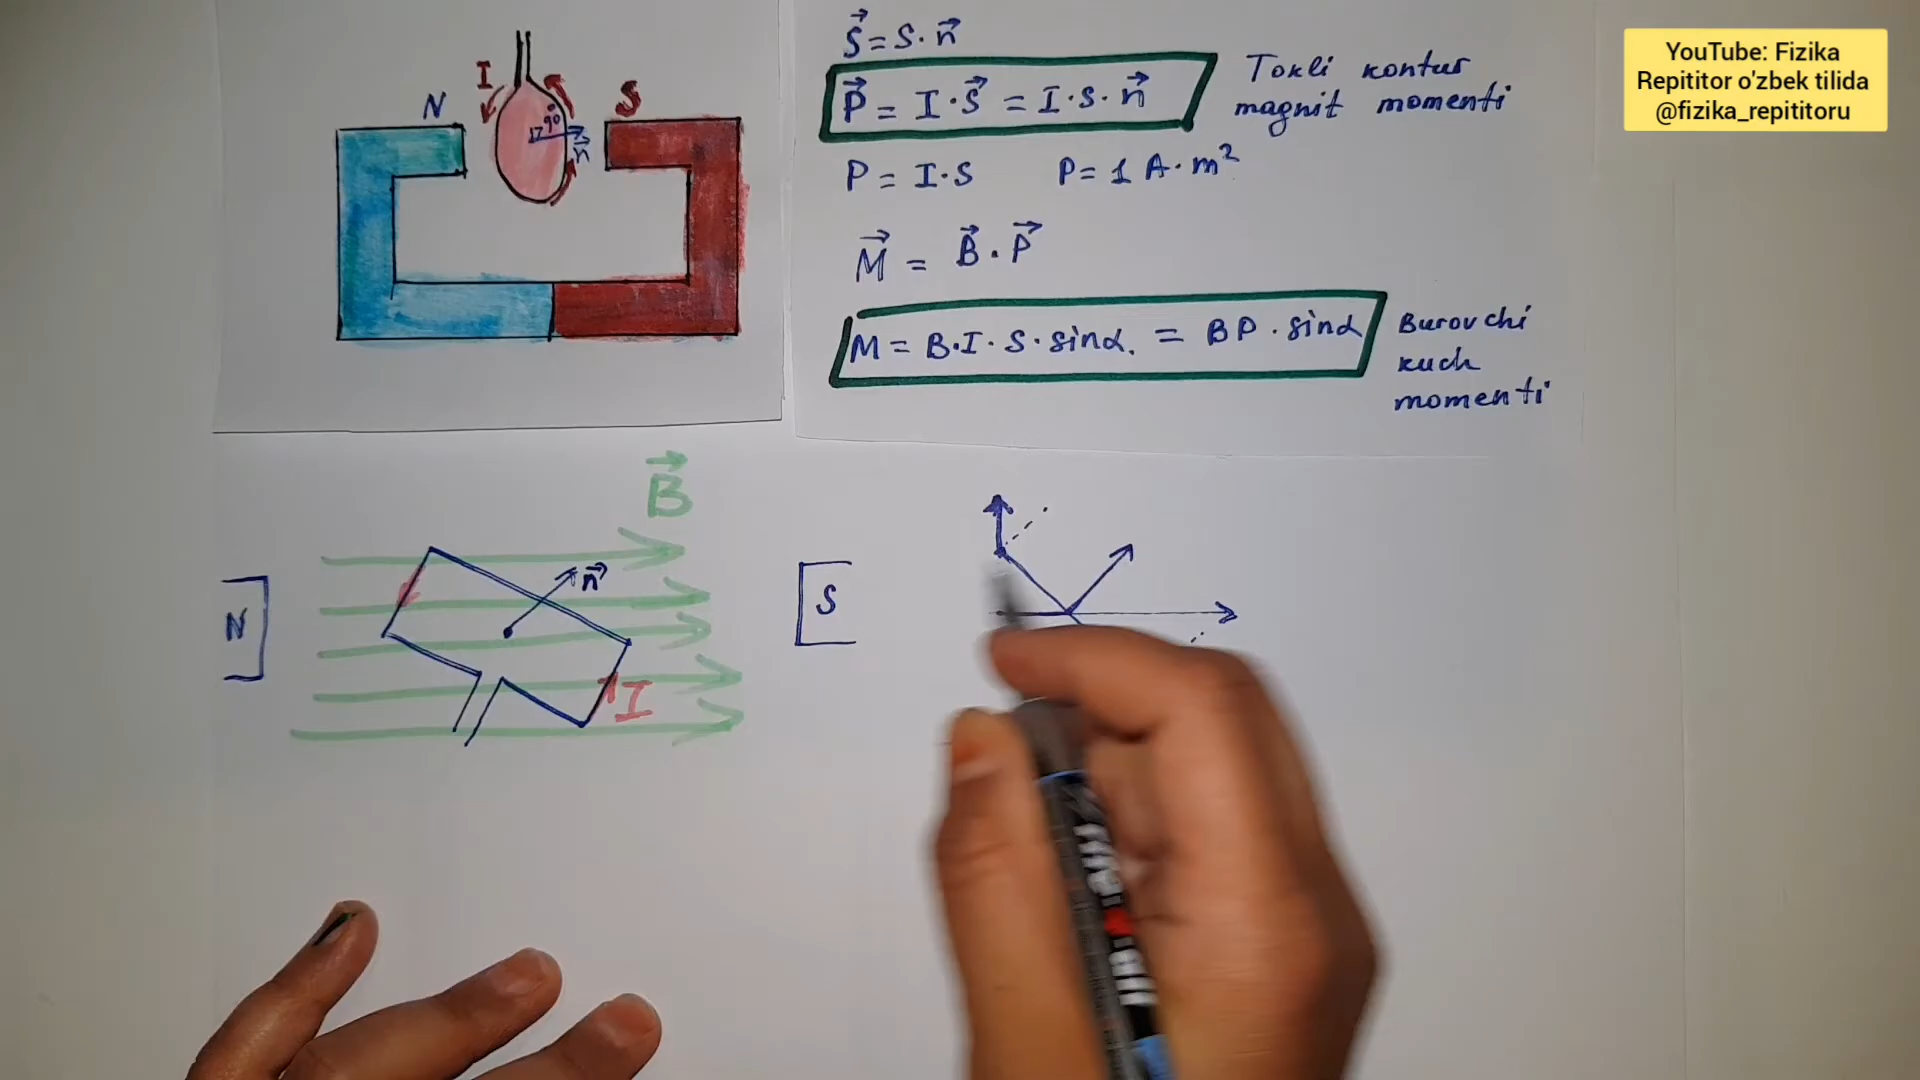 YouTube: Fizika
Repititor o'zbek tilida
@fizika_repititoru
I
N
S
90°
n⃗
S⃗ = S · n⃗
P⃗ = I · S⃗ = I · S · n⃗
Tokli kontur
magnit momenti
P = I · S P = 1 A · m²
M⃗ = B⃗ · P⃗
M = B · I · S · sinα. = BP · sinα
Burovchi
kuch
momenti
B⃗
n⃗
N
S
I